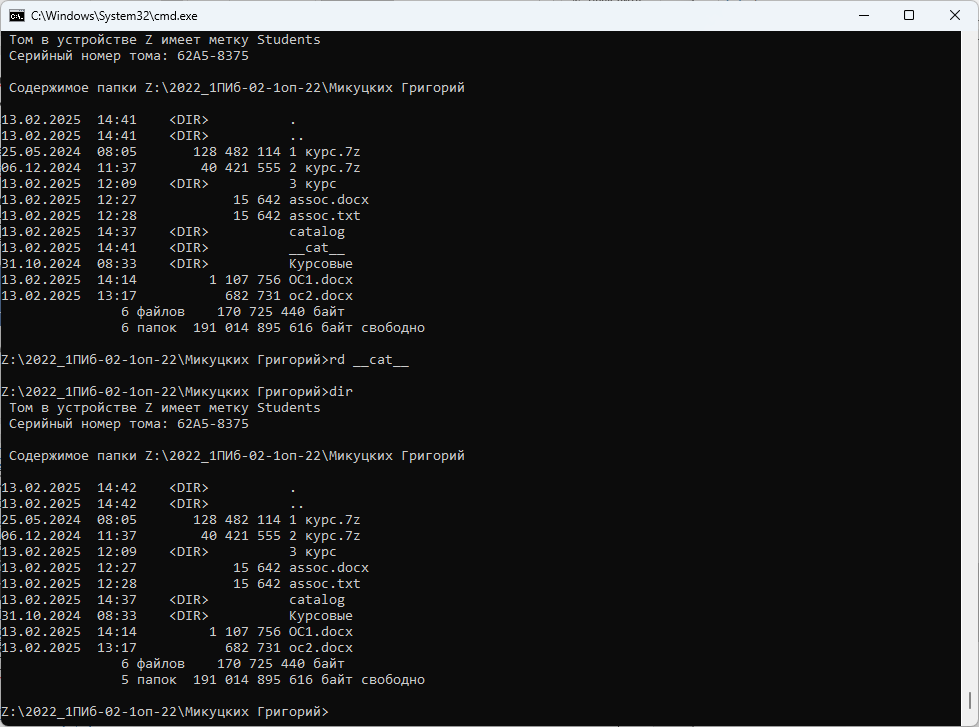 C:\Windows\System32\cmd.exe
Том в устройстве Z имеет метку Students
Серийный номер тома: 62A5-8375
Содержимое папки Z:\2022_1ПИб-02-1оп-22\Микуцких Григорий
13.02.2025  14:41    <DIR>          .
13.02.2025  14:41    <DIR>          ..
25.05.2024  08:05       128 482 114 1 курс.7z
06.12.2024  11:37        40 421 555 2 курс.7z
13.02.2025  12:09    <DIR>          3 курс
13.02.2025  12:27            15 642 assoc.docx
13.02.2025  12:28            15 642 assoc.txt
13.02.2025  14:37    <DIR>          catalog
13.02.2025  14:41    <DIR>          __cat__
31.10.2024  08:33    <DIR>          Курсовые
13.02.2025  14:14         1 107 756 ОС1.docx
13.02.2025  13:17           682 731 ос2.docx
6 файлов    170 725 440 байт
6 папок  191 014 895 616 байт свободно
Z:\2022_1ПИб-02-1оп-22\Микуцких Григорий>rd __cat__
Z:\2022_1ПИб-02-1оп-22\Микуцких Григорий>dir
Том в устройстве Z имеет метку Students
Серийный номер тома: 62A5-8375
Содержимое папки Z:\2022_1ПИб-02-1оп-22\Микуцких Григорий
13.02.2025  14:42    <DIR>          .
13.02.2025  14:42    <DIR>          ..
25.05.2024  08:05       128 482 114 1 курс.7z
06.12.2024  11:37        40 421 555 2 курс.7z
13.02.2025  12:09    <DIR>          3 курс
13.02.2025  12:27            15 642 assoc.docx
13.02.2025  12:28            15 642 assoc.txt
13.02.2025  14:37    <DIR>          catalog
31.10.2024  08:33    <DIR>          Курсовые
13.02.2025  14:14         1 107 756 ОС1.docx
13.02.2025  13:17           682 731 ос2.docx
6 файлов    170 725 440 байт
5 папок  191 014 895 616 байт свободно
Z:\2022_1ПИб-02-1оп-22\Микуцких Григорий>